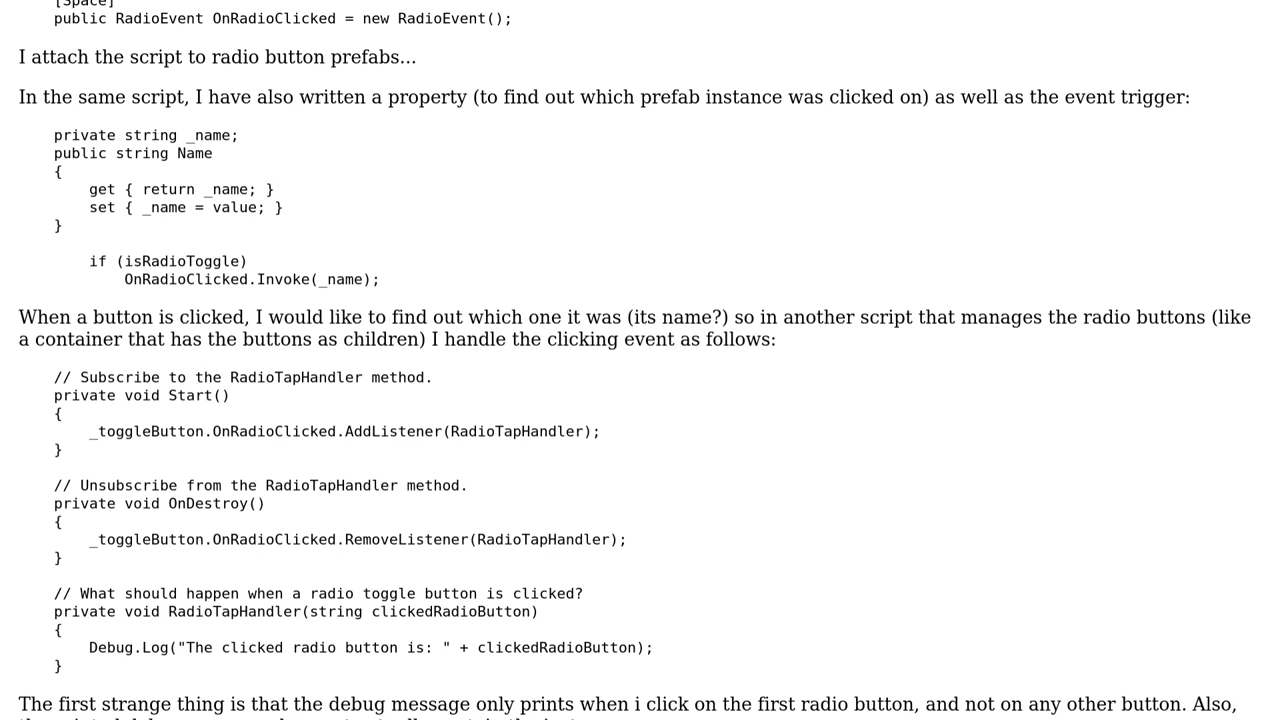 [Space]
public RadioEvent OnRadioClicked = new RadioEvent();
I attach the script to radio button prefabs...
In the same script, I have also written a property (to find out which prefab instance was clicked on) as well as the event trigger:
private string _name;
public string Name
{
get { return _name; }
set { _name = value; }
}
if (isRadioToggle)
OnRadioClicked.Invoke(_name);
When a button is clicked, I would like to find out which one it was (its name?) so in another script that manages the radio buttons (like
a container that has the buttons as children) I handle the clicking event as follows:
// Subscribe to the RadioTapHandler method.
private void Start()
{
_toggleButton.OnRadioClicked.AddListener(RadioTapHandler);
}
// Unsubscribe from the RadioTapHandler method.
private void OnDestroy()
{
_toggleButton.OnRadioClicked.RemoveListener(RadioTapHandler);
}
// What should happen when a radio toggle button is clicked?
private void RadioTapHandler(string clickedRadioButton)
{
Debug.Log("The clicked radio button is: " + clickedRadioButton);
}
The first strange thing is that the debug message only prints when i click on the first radio button, and not on any other button. Also,